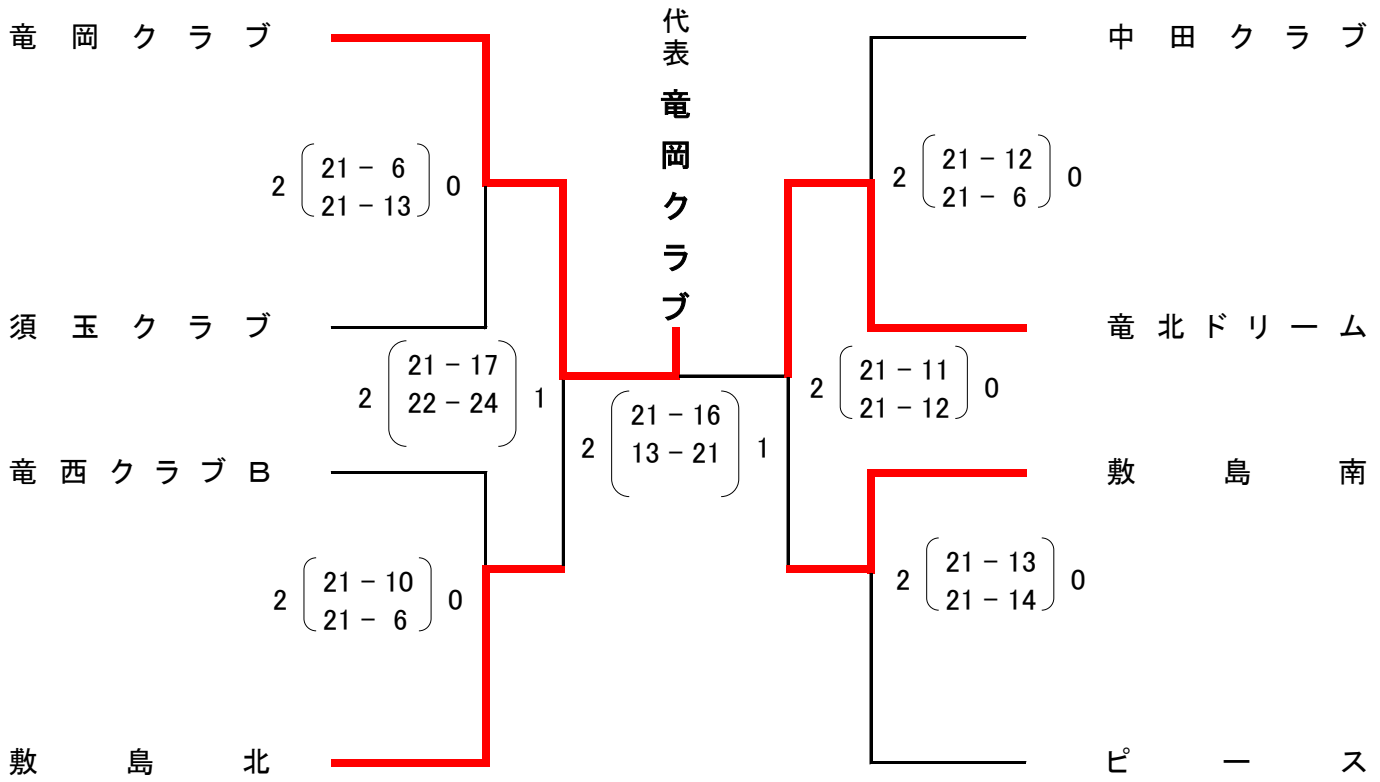 代表 竜岡クラブ
竜岡クラブ
中田クラブ
2 21 - 6 0
21 - 13
2 21 - 12 0
21 - 6
須玉クラブ
竜北ドリーム
2 21 - 17 1
22 - 24
2 21 - 11 0
21 - 12
2 21 - 16 1
13 - 21
竜西クラブB
敷島南
2 21 - 10 0
21 - 6
2 21 - 13 0
21 - 14
敷島北
ピース